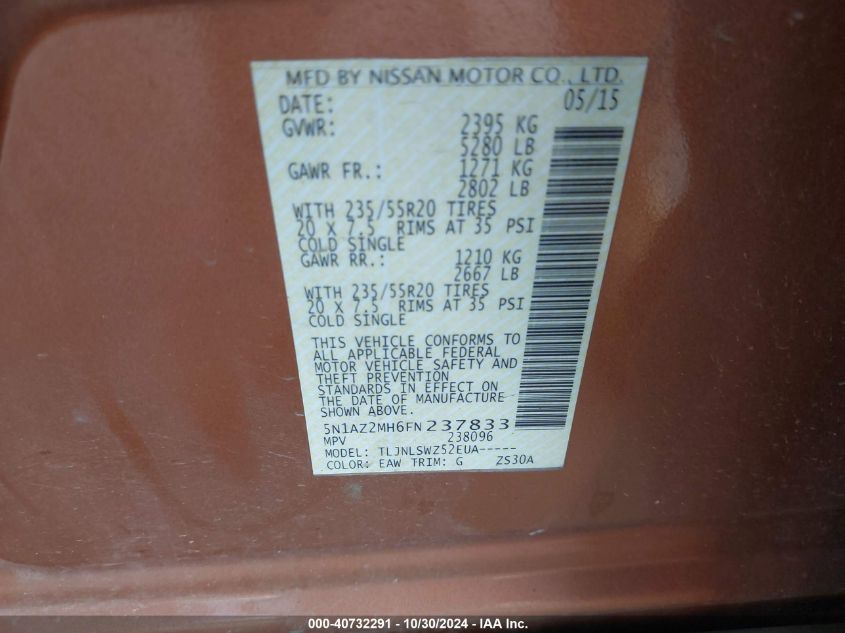 MFD BY NISSAN MOTOR CO., LTD.
DATE: 05/15
GVWR: 2395 KG
5280 LB
GAWR FR.: 1271 KG
2802 LB
WITH 235/55R20 TIRES
20 X 7.5 RIMS AT 35 PSI
COLD SINGLE
GAWR RR.: 1210 KG
2667 LB
WITH 235/55R20 TIRES
20 X 7.5 RIMS AT 35 PSI
COLD SINGLE
THIS VEHICLE CONFORMS TO
ALL APPLICABLE FEDERAL
MOTOR VEHICLE SAFETY AND
THEFT PREVENTION
STANDARDS IN EFFECT ON
THE DATE OF MANUFACTURE
SHOWN ABOVE.
5N1AZ2MH6FN237833
MPV 238096
MODEL: TLJNLSWZ52EUA-----
COLOR: EAW TRIM: G ZS30A
000-40732291 - 10/30/2024 - IAA Inc.